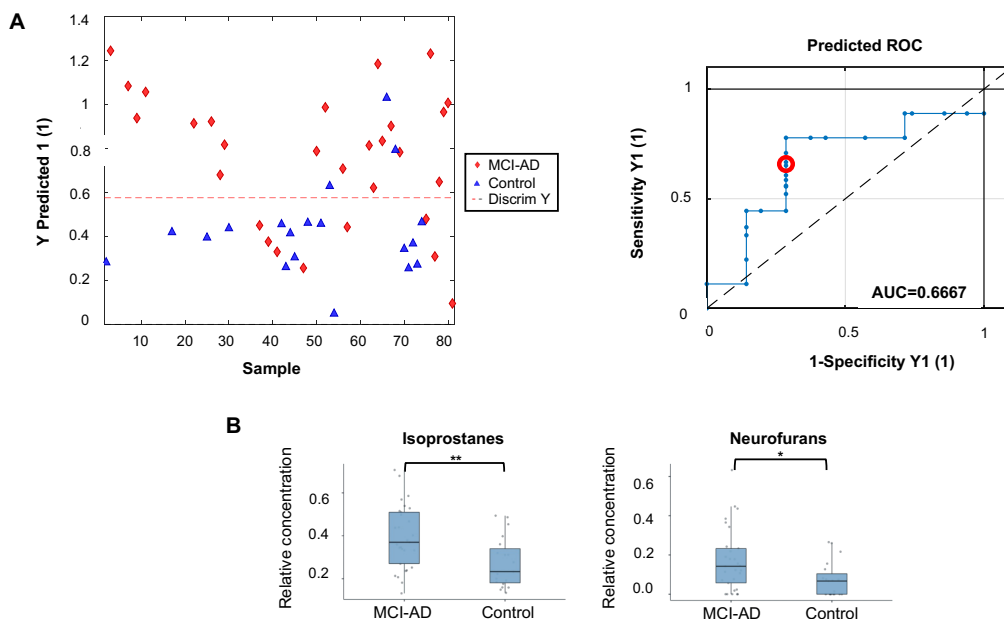 A
Y Predicted 1 (1)
1.4
1.2
1
0.8
0.6
0.4
0.2
0
10
20
30
40
50
60
70
80
Sample
MCI-AD
Control
Discrim Y
Predicted ROC
Sensitivity Y1 (1)
1
0.5
0
AUC=0.6667
0
0.5
1
1-Specificity Y1 (1)
B
Isoprostanes
**
Relative concentration
0.6
0.4
0.2
MCI-AD
Control
Neurofurans
*
Relative concentration
0.6
0.4
0.2
0.0
MCI-AD
Control